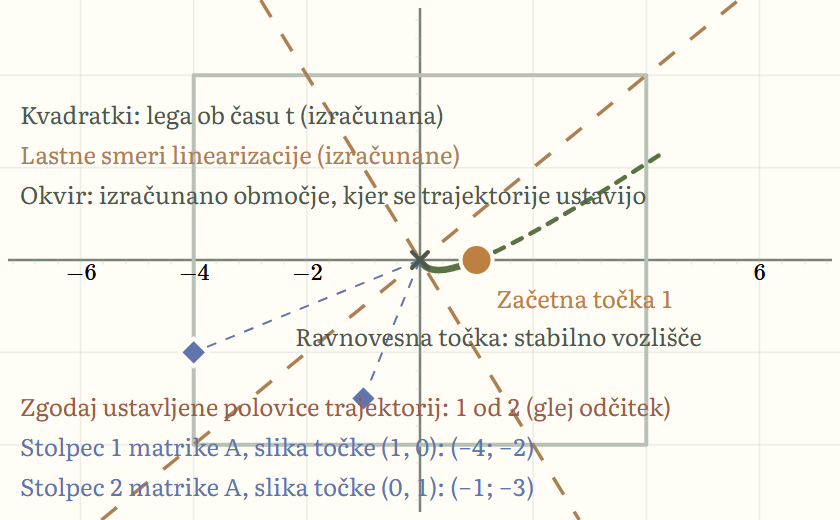 Kvadratki: lega ob času t (izračunana)
Lastne smeri linearizacije (izračunane)
Okvir: izračunano območje, kjer se trajektorije ustavijo
−6 −4 −2 6
Začetna točka 1
Ravnovesna točka: stabilno vozlišče
Zgodaj ustavljene polovice trajektorij: 1 od 2 (glej odčitek)
Stolpec 1 matrike A, slika točke (1, 0): (−4; −2)
Stolpec 2 matrike A, slika točke (0, 1): (−1; −3)